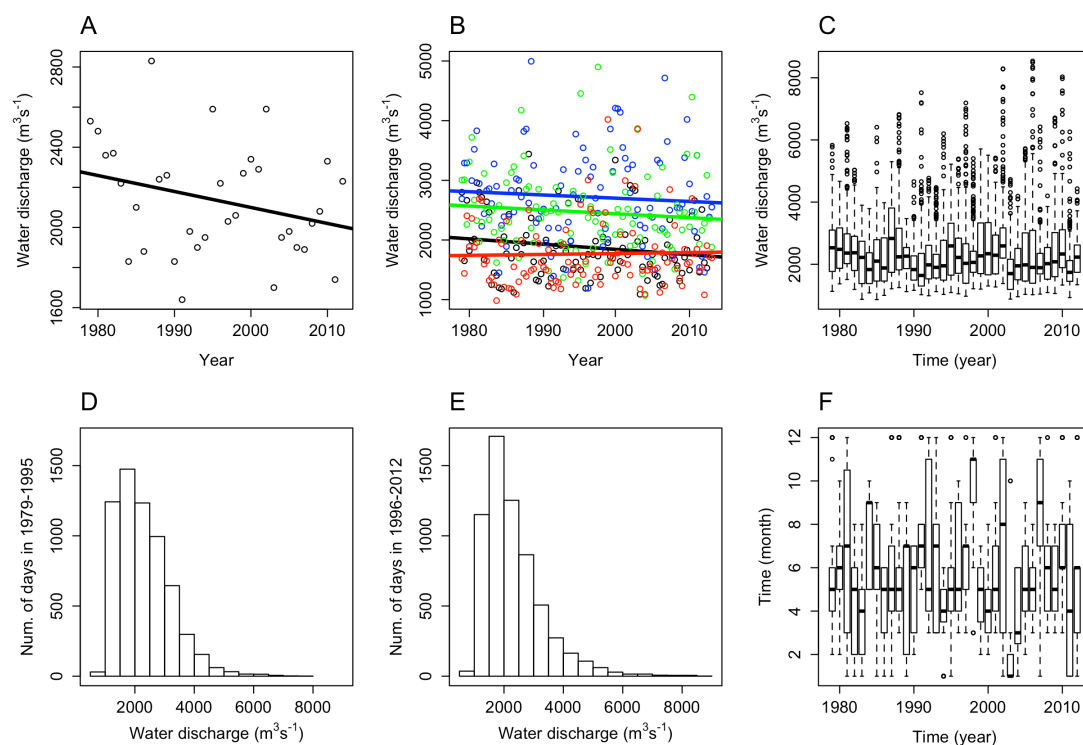 A
Water discharge (m³s⁻¹)
1600 2000 2400 2800
1980 1990 2000 2010
Year
B
Water discharge (m³s⁻¹)
1000 2000 3000 4000 5000
1980 1990 2000 2010
Year
C
Water discharge (m³s⁻¹)
2000 4000 6000 8000
1980 1990 2000 2010
Time (year)
D
Num. of days in 1979-1995
0 500 1000 1500
2000 4000 6000 8000
Water discharge (m³s⁻¹)
E
Num. of days in 1996-2012
0 500 1000 1500
2000 4000 6000 8000
Water discharge (m³s⁻¹)
F
Time (month)
2 4 6 8 10 12
1980 1990 2000 2010
Time (year)